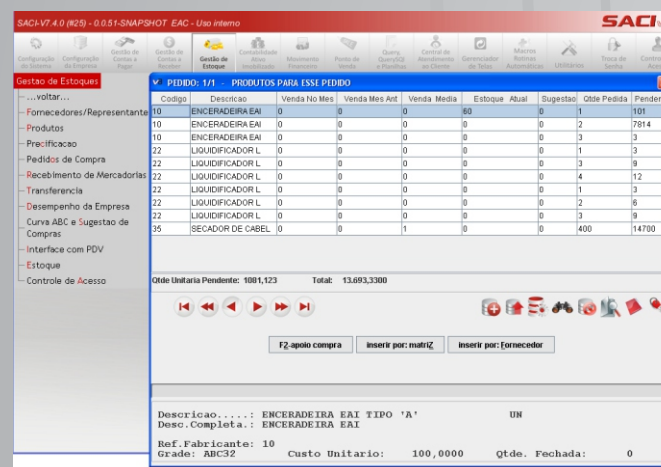 SACI-V7.4.0 (#25) - 0.0.51-SNAPSHOT EAC - Uso interno
SACI
Configuração do Sistema
Configuração da Empresa
Gestão de Contas a Pagar
Gestão de Contas a Receber
Gestão de Estoque
Contabilidade Ativo Imobilizado
Movimento Financeiro
Ponto de Venda
Query QuerySQl e Planilhas
Central de Atendimento ao Cliente
Gerenciador de Telas
Macros Rotinas Automáticas
Utilitários
Troca de Senha
Gestao de Estoques
...voltar...
Fornecedores/Representante
Produtos
Precificacao
Pedidos de Compra
Recebimento de Mercadorias
Transferencia
Desempenho da Empresa
Curva ABC e Sugestao de
Compras
Interface com PDV
Estoque
Controle de Acesso
PEDIDO: 1/1 - PRODUTOS PARA ESSE PEDIDO
Codigo Descricao Venda No Mes Venda Mes Ant Venda Media Estoque Atual Sugestao Qtde Pedida Penden
10 ENCERADEIRA EAI 0 0 0 60 0 1 101
10 ENCERADEIRA EAI 0 0 0 0 0 2 7814
10 ENCERADEIRA EAI 0 0 0 0 0 3 3
22 LIQUIDIFICADOR L 0 0 0 0 0 1 3
22 LIQUIDIFICADOR L 0 0 0 0 0 3 9
22 LIQUIDIFICADOR L 0 0 0 0 0 4 12
22 LIQUIDIFICADOR L 0 0 0 0 0 1 3
22 LIQUIDIFICADOR L 0 0 0 0 0 2 6
22 LIQUIDIFICADOR L 0 0 0 0 0 3 9
35 SECADOR DE CABEL 0 0 1 0 0 400 14700
Qtde Unitaria Pendente: 1081,123 Total: 13.693,3300
F2-apoio compra inserir por: matriZ inserir por: Fornecedor
Descricao.....: ENCERADEIRA EAI TIPO 'A' UN
Desc.Completa.: ENCERADEIRA EAI
Ref.Fabricante: 10
Grade: ABC32 Custo Unitario: 100,0000 Qtde. Fechada: 0